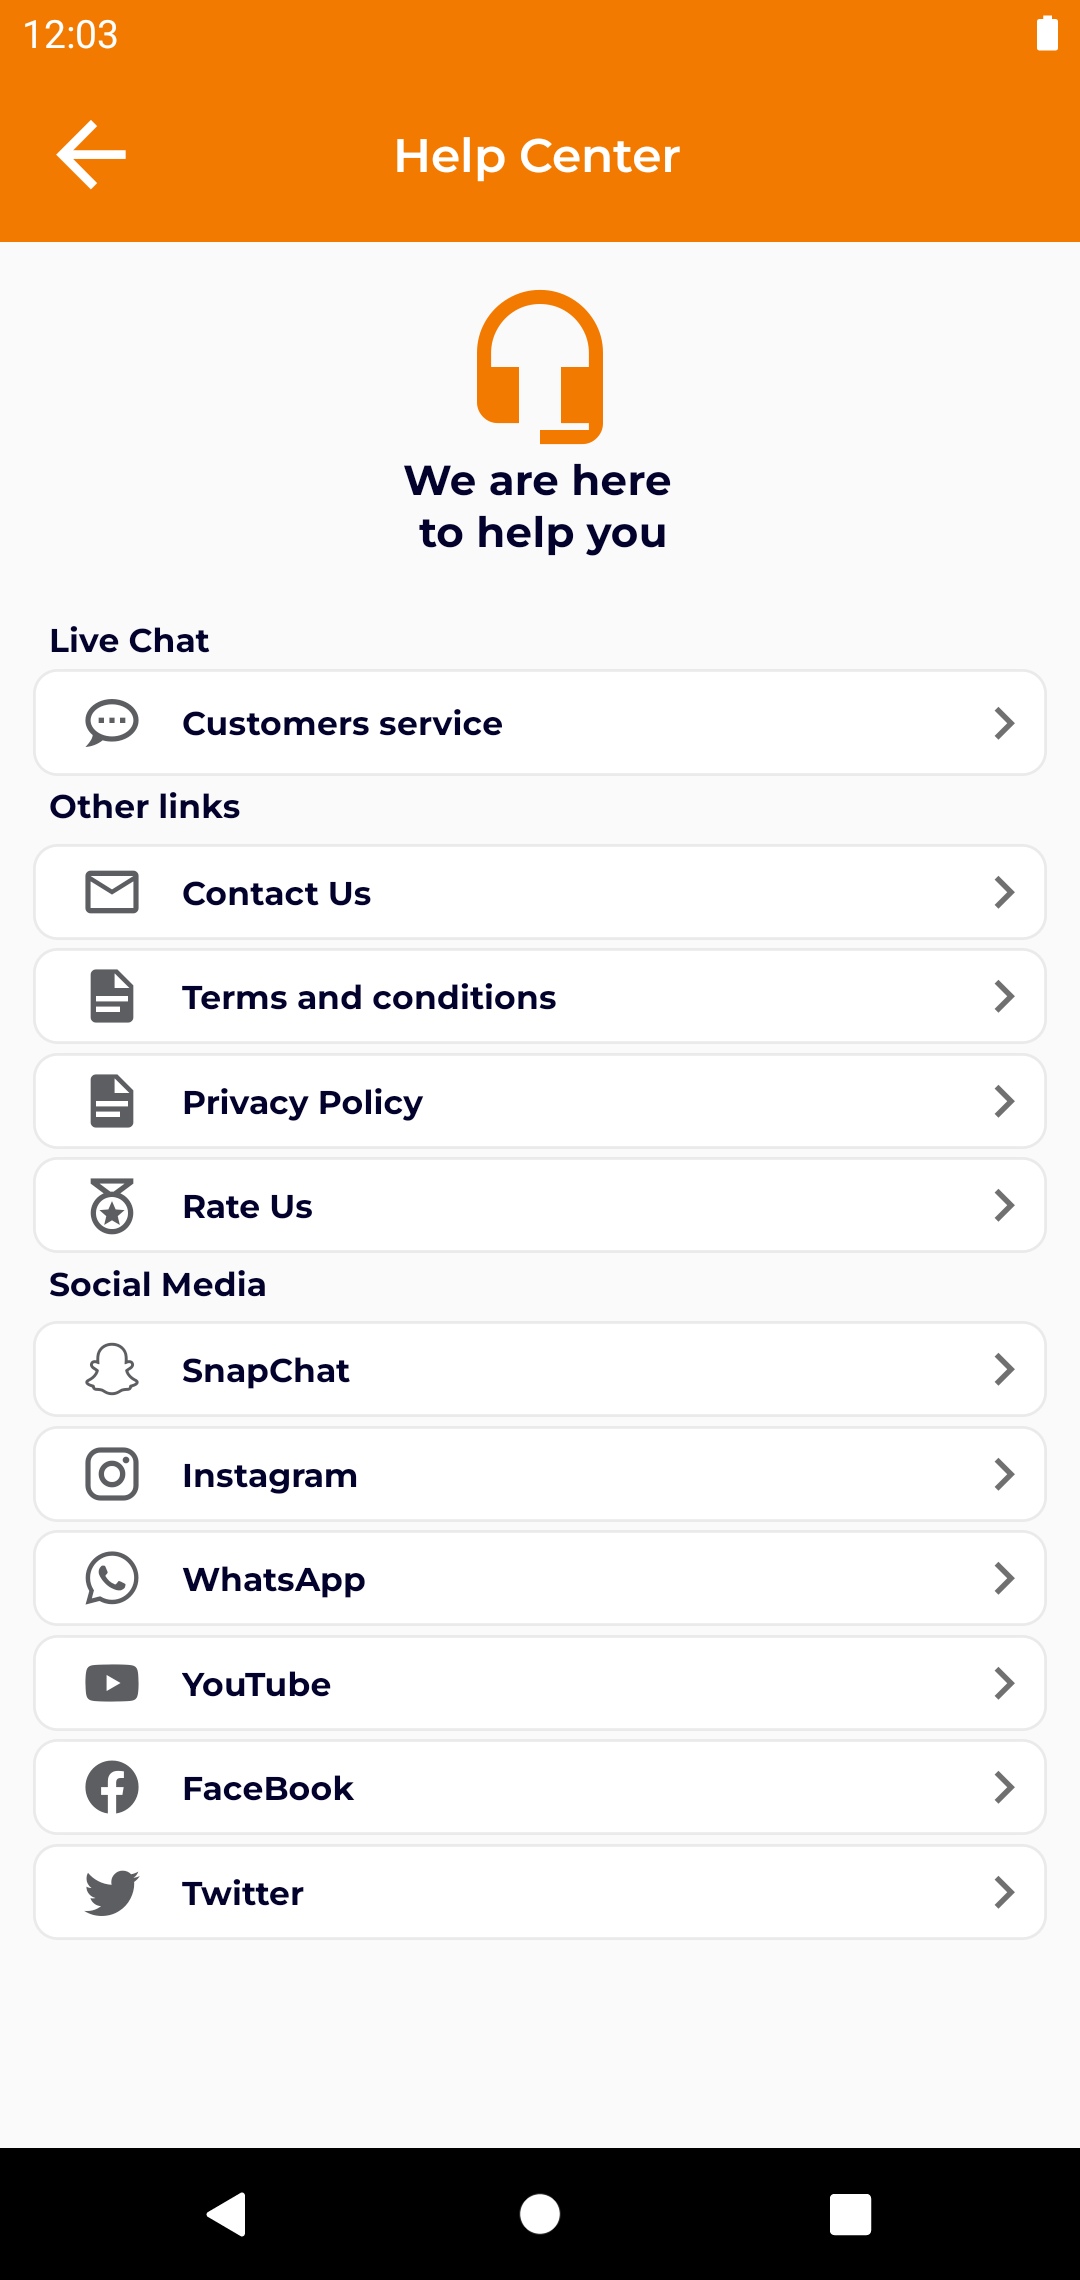 12:03
Help Center
We are here
to help you
Live Chat
Customers service
Other links
Contact Us
Terms and conditions
Privacy Policy
Rate Us
Social Media
SnapChat
Instagram
WhatsApp
YouTube
FaceBook
Twitter